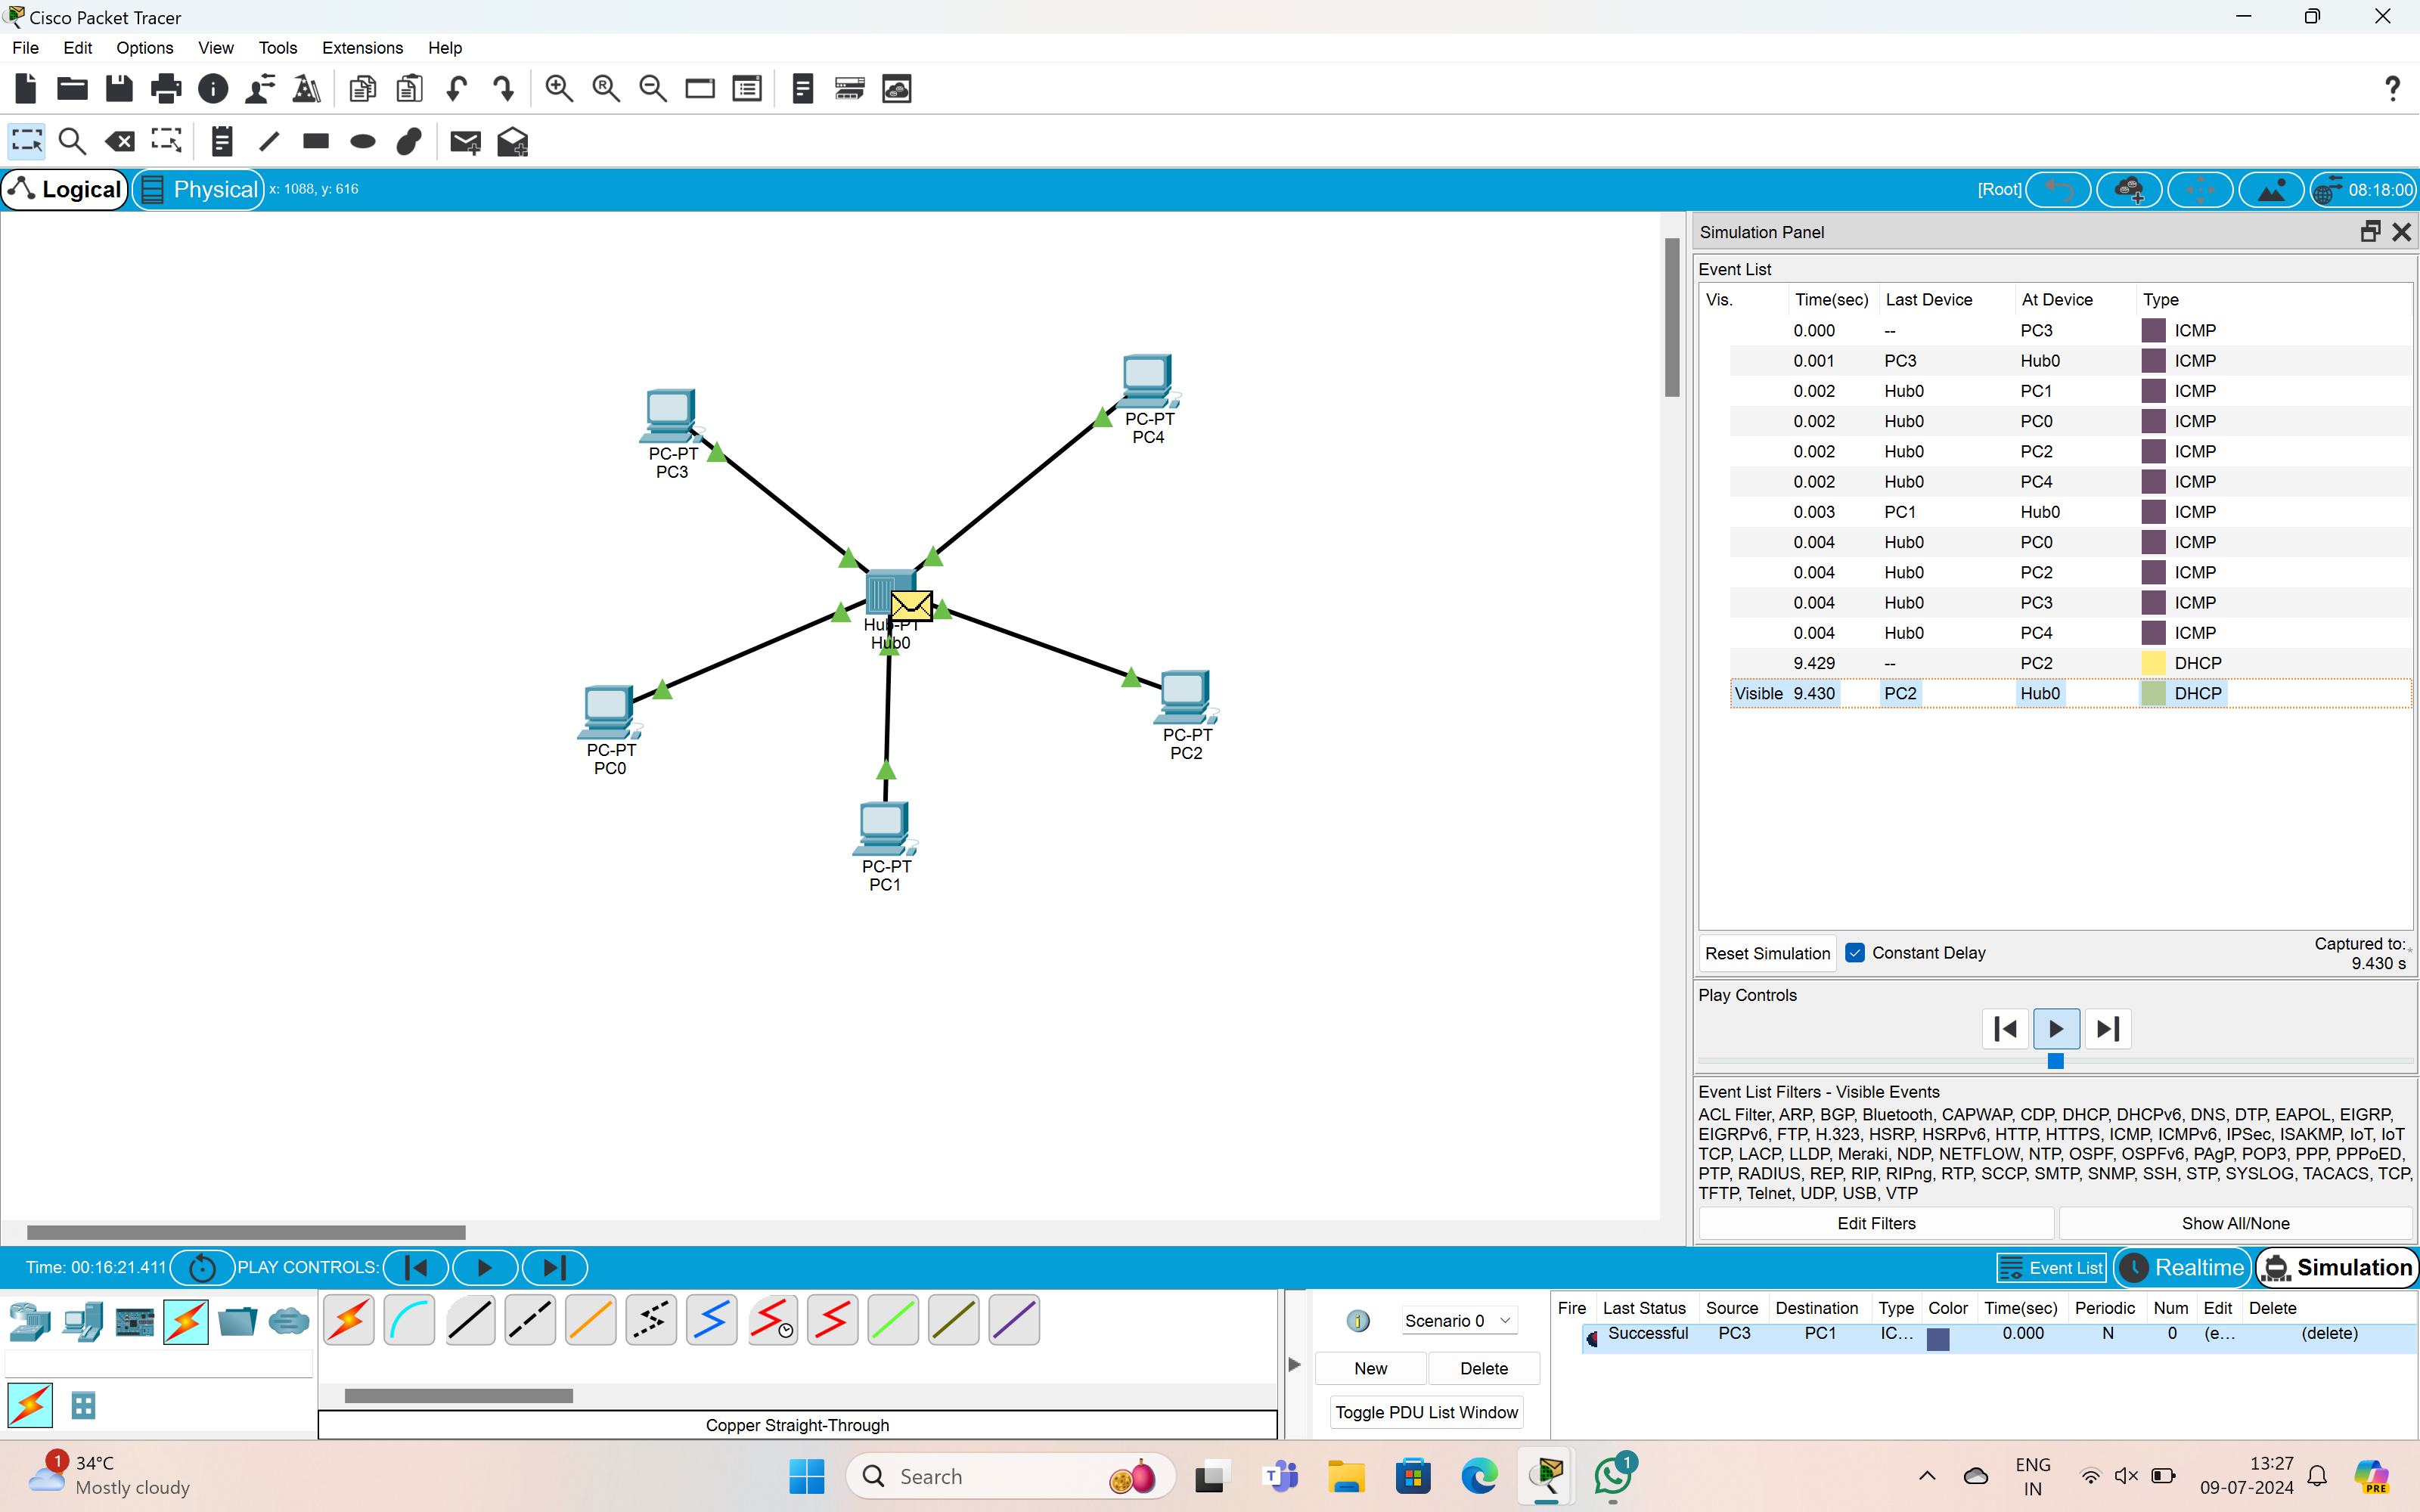 Cisco Packet Tracer
File Edit Options View Tools Extensions Help
Logical Physical x: 1088, y: 616 [Root] 08:18:00
Simulation Panel
Event List
Vis. Time(sec) Last Device At Device Type
0.000 -- PC3 ICMP
0.001 PC3 Hub0 ICMP
0.002 Hub0 PC1 ICMP
0.002 Hub0 PC0 ICMP
0.002 Hub0 PC2 ICMP
0.002 Hub0 PC4 ICMP
0.003 PC1 Hub0 ICMP
0.004 Hub0 PC0 ICMP
0.004 Hub0 PC2 ICMP
0.004 Hub0 PC3 ICMP
0.004 Hub0 PC4 ICMP
9.429 -- PC2 DHCP
Visible 9.430 PC2 Hub0 DHCP
PC-PT
PC4
PC-PT
PC3
Hub-PT
Hub0
PC-PT
PC2
PC-PT
PC0
PC-PT
PC1
Reset Simulation Constant Delay Captured to: *
9.430 s
Play Controls
Event List Filters - Visible Events
ACL Filter, ARP, BGP, Bluetooth, CAPWAP, CDP, DHCP, DHCPv6, DNS, DTP, EAPOL, EIGRP,
EIGRPv6, FTP, H.323, HSRP, HSRPv6, HTTP, HTTPS, ICMP, ICMPv6, IPSec, ISAKMP, IoT, IoT
TCP, LACP, LLDP, Meraki, NDP, NETFLOW, NTP, OSPF, OSPFv6, PAgP, POP3, PPP, PPPoED,
PTP, RADIUS, REP, RIP, RIPng, RTP, SCCP, SMTP, SNMP, SSH, STP, SYSLOG, TACACS, TCP,
TFTP, Telnet, UDP, USB, VTP
Edit Filters Show All/None
Time: 00:16:21.411 PLAY CONTROLS: Event List Realtime Simulation
Scenario 0
New Delete
Toggle PDU List Window
Fire Last Status Source Destination Type Color Time(sec) Periodic Num Edit Delete
Successful PC3 PC1 IC... 0.000 N 0 (e... (delete)
Copper Straight-Through
1 34°C
Mostly cloudy
Search
1
ENG
IN
13:27
09-07-2024
PRE